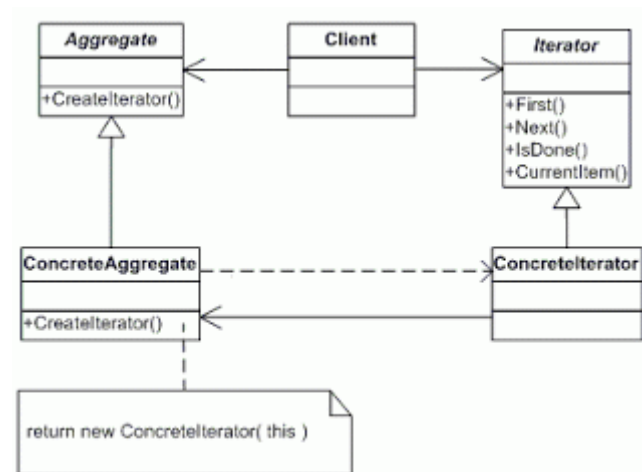 Aggregate
+CreateIterator()
Client
Iterator
+First()
+Next()
+IsDone()
+CurrentItem()
ConcreteAggregate
+CreateIterator()
ConcreteIterator
return new ConcreteIterator( this )